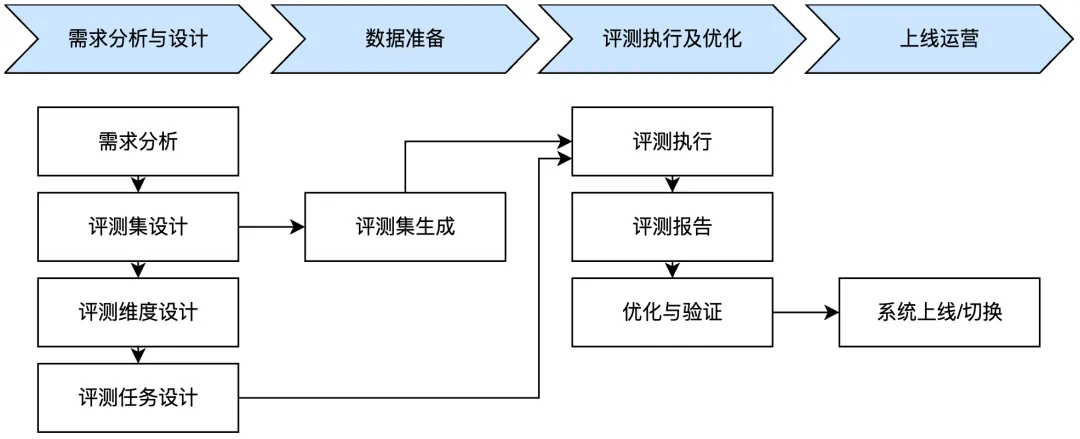 需求分析与设计
数据准备
评测执行及优化
上线运营
需求分析
评测执行
评测集设计
评测集生成
评测报告
评测维度设计
优化与验证
系统上线/切换
评测任务设计